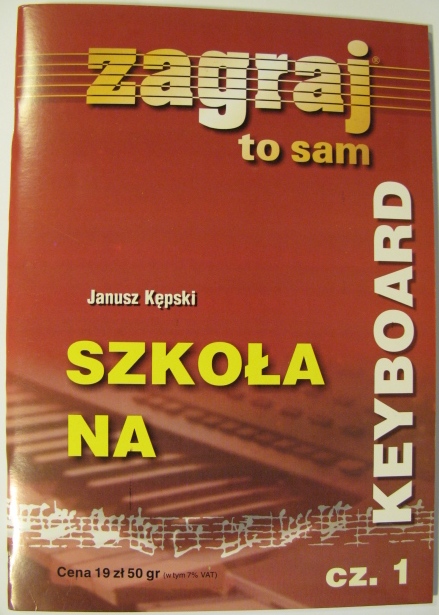 zagraj®
to sam
Janusz Kępski
SZKOŁA
NA
KEYBOARD
cz. 1
Cena 19 zł 50 gr (w tym 7% VAT)